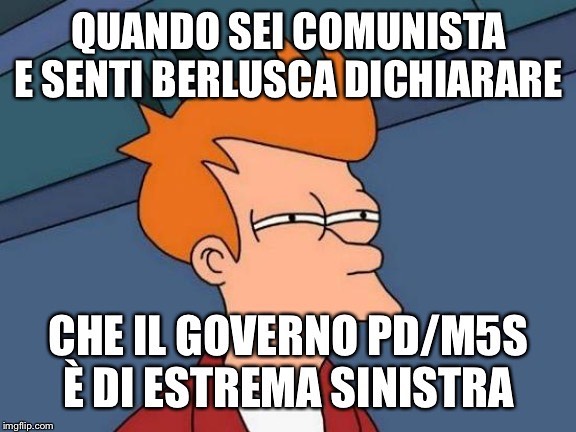 QUANDO SEI COMUNISTA
E SENTI BERLUSCA DICHIARARE
CHE IL GOVERNO PD/M5S
È DI ESTREMA SINISTRA
imgflip.com